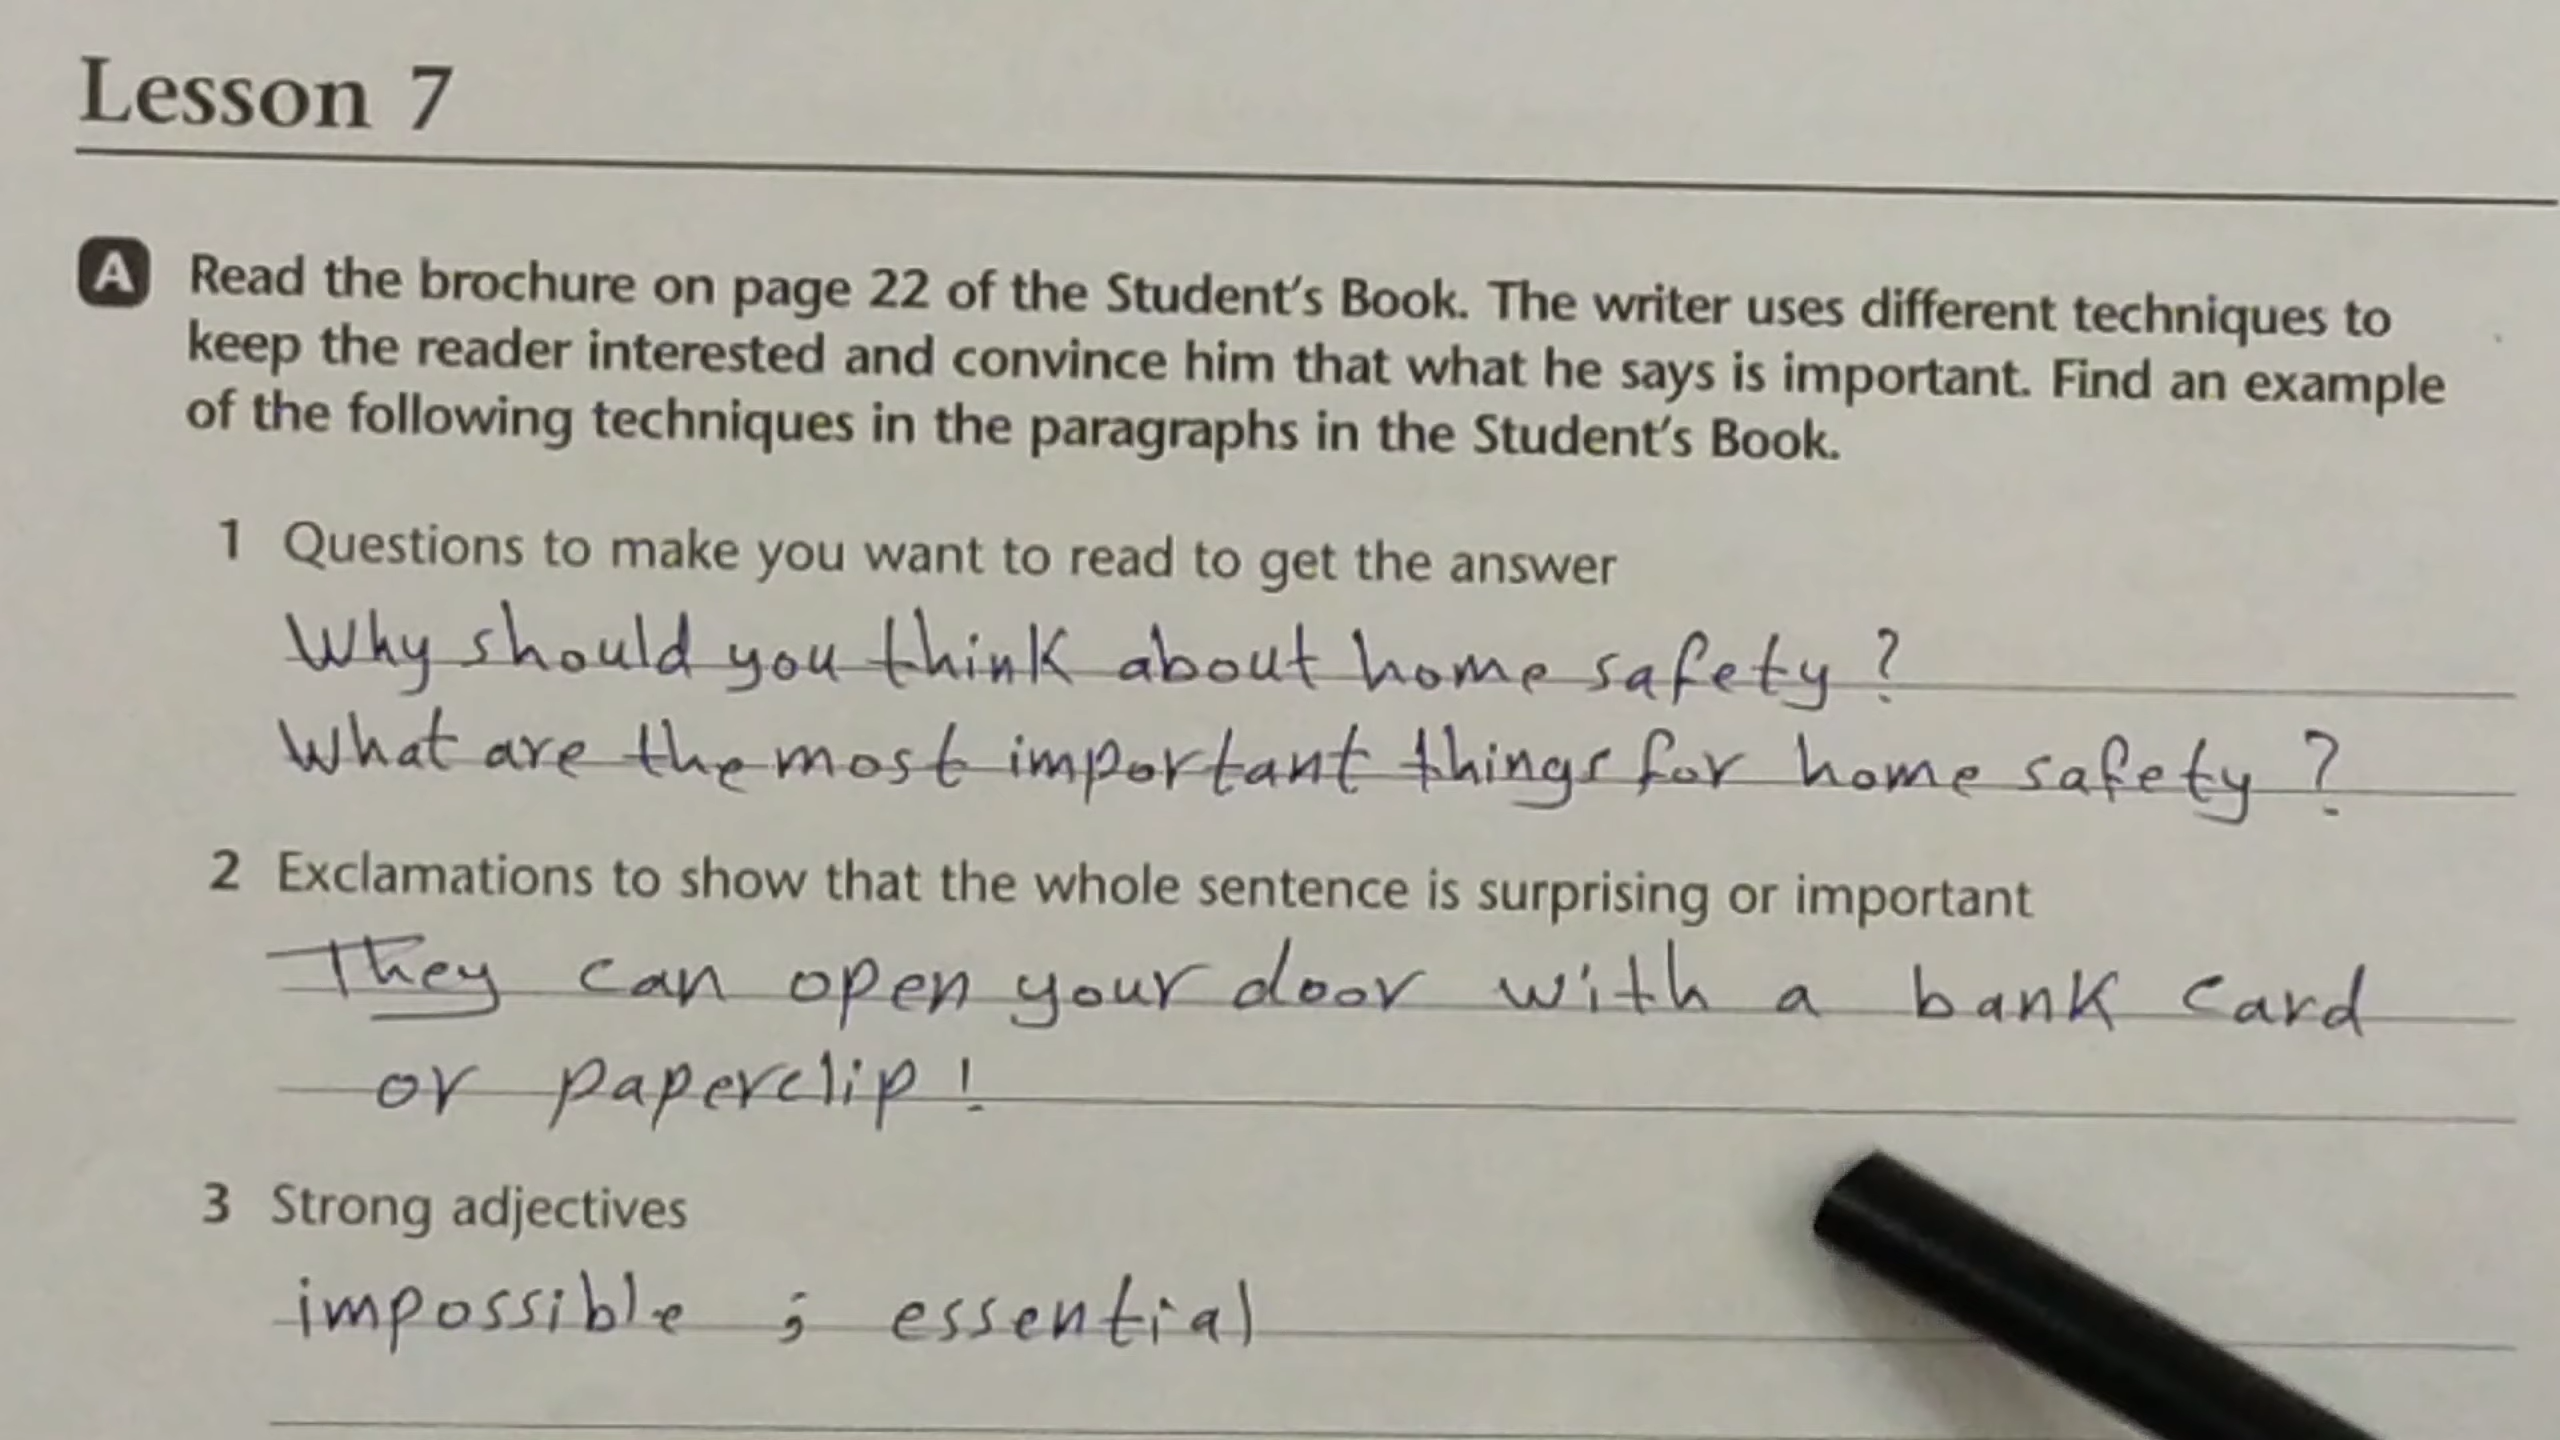 Lesson 7
A Read the brochure on page 22 of the Student's Book. The writer uses different techniques to
keep the reader interested and convince him that what he says is important. Find an example
of the following techniques in the paragraphs in the Student's Book.
1 Questions to make you want to read to get the answer
Why should you think about home safety?
What are the most important things for home safety?
2 Exclamations to show that the whole sentence is surprising or important
They can open your door with a bank card
or paperclip!
3 Strong adjectives
impossible ; essential